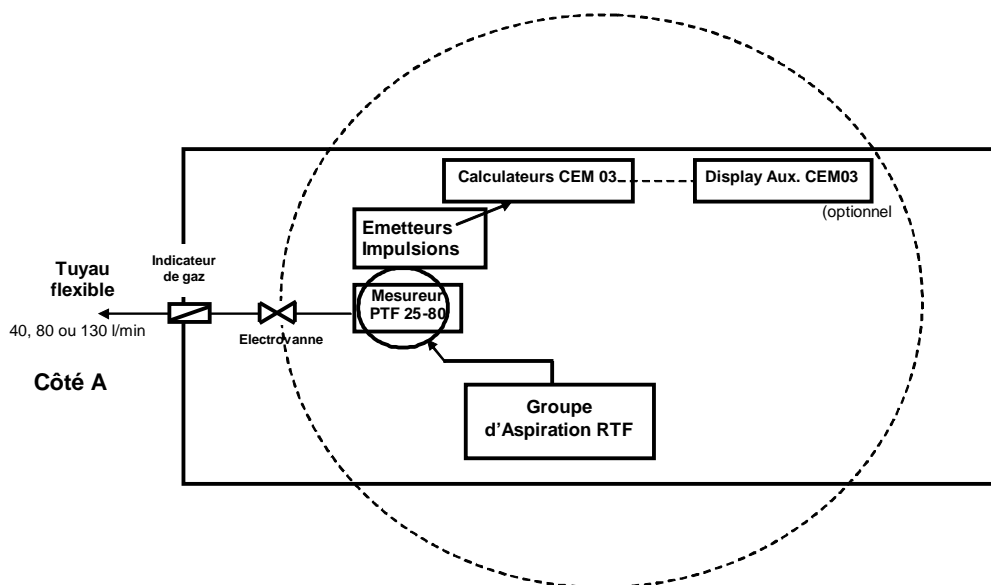 Calculateurs CEM 03
Display Aux. CEM03
(optionnel
Emetteurs
Impulsions
Indicateur
de gaz
Tuyau
flexible
40, 80 ou 130 l/min
Mesureur
PTF 25-80
Electrovanne
Côté A
Groupe
d'Aspiration RTF